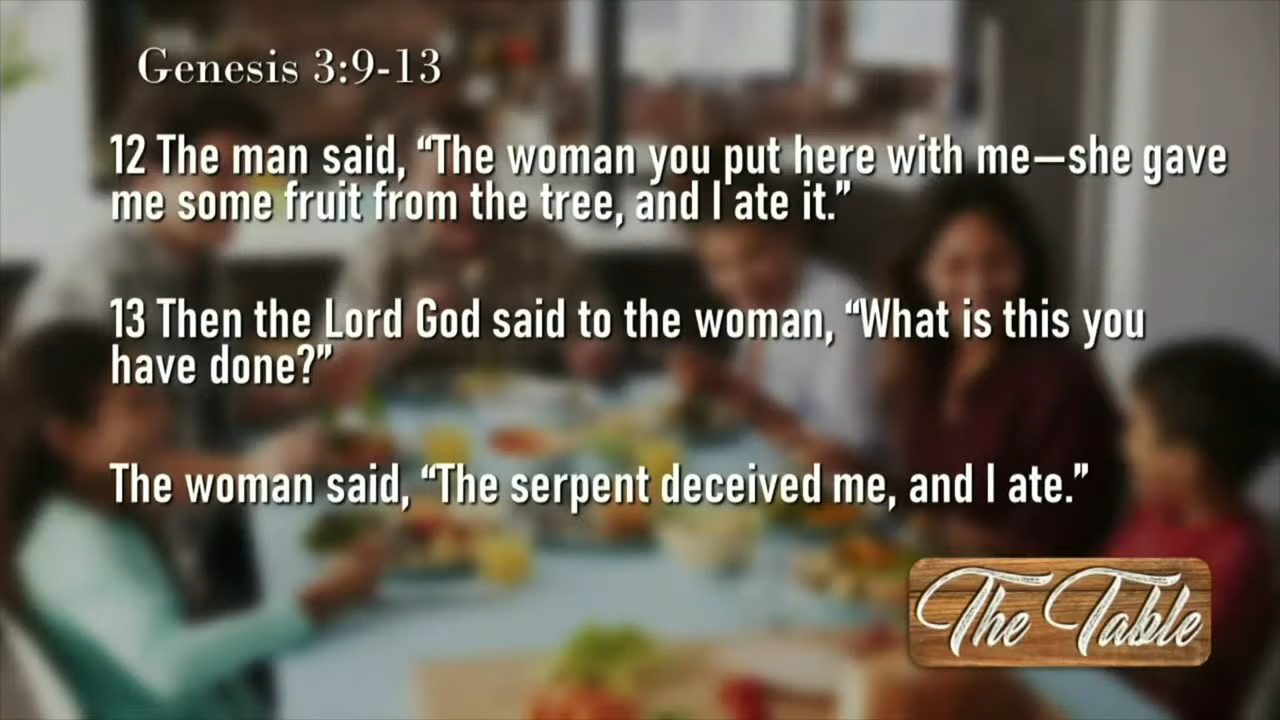 Genesis 3:9-13
12 The man said, “The woman you put here with me—she gave
me some fruit from the tree, and I ate it.”
13 Then the Lord God said to the woman, “What is this you
have done?”
The woman said, “The serpent deceived me, and I ate.”
The Table